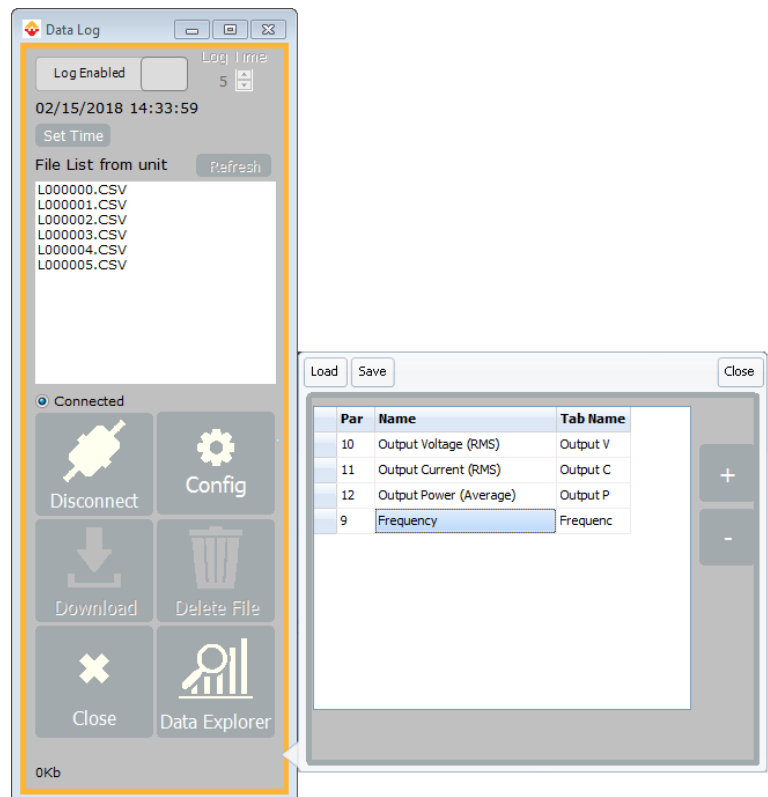 Data Log
Log Time
Log Enabled
5
02/15/2018 14:33:59
Set Time
File List from unit Refresh
L000000.CSV
L000001.CSV
L000002.CSV
L000003.CSV
L000004.CSV
L000005.CSV
Connected
Disconnect Config
Download Delete File
Close Data Explorer
0Kb
Load Save Close
Par Name Tab Name
10 Output Voltage (RMS) Output V
11 Output Current (RMS) Output C
12 Output Power (Average) Output P
9 Frequency Frequenc
+
-